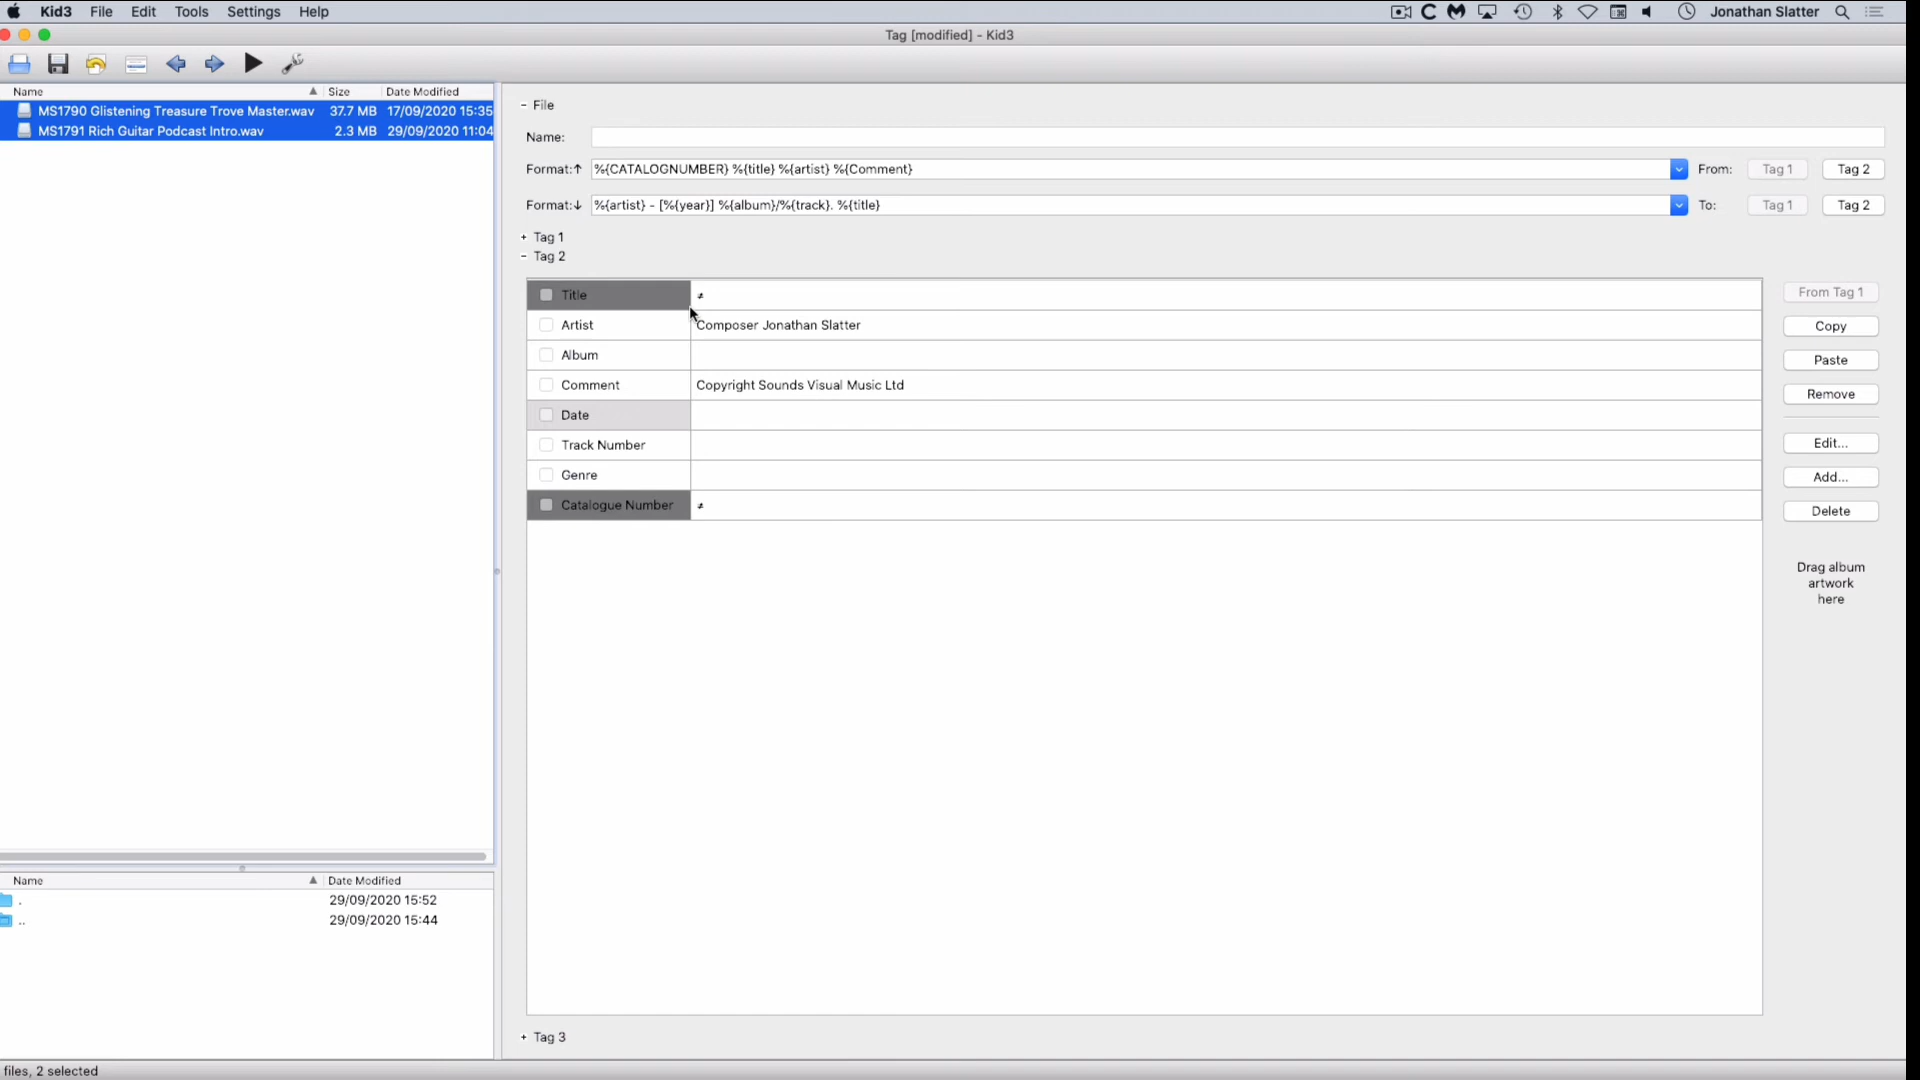 Kid3 File Edit Tools Settings Help Jonathan Slatter
Tag [modified] - Kid3
Name Size Date Modified
MS1790 Glistening Treasure Trove Master.wav 37.7 MB 17/09/2020 15:35
MS1791 Rich Guitar Podcast Intro.wav 2.3 MB 29/09/2020 11:04
- File
Name:
Format:↑ %{CATALOGNUMBER} %{title} %{artist} %{Comment} From: Tag 1 Tag 2
Format:↓ %{artist} - [%{year}] %{album}/%{track}. %{title} To: Tag 1 Tag 2
+ Tag 1
- Tag 2
Title ≠
Artist Composer Jonathan Slatter
Album
Comment Copyright Sounds Visual Music Ltd
Date
Track Number
Genre
Catalogue Number ≠
From Tag 1
Copy
Paste
Remove
Edit...
Add...
Delete
Drag album
artwork
here
Name Date Modified
. 29/09/2020 15:52
.. 29/09/2020 15:44
+ Tag 3
files, 2 selected